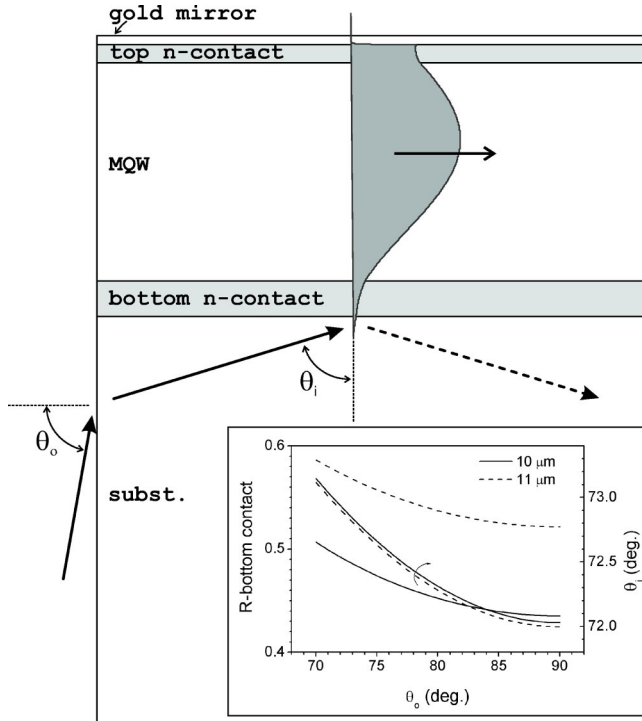 gold mirror
top n-contact
MQW
bottom n-contact
θi
θo
subst.
0.6
0.5
0.4
R-bottom contact
10 μm
11 μm
73.0
72.5
72.0
θi (deg.)
70 75 80 85 90
θo (deg.)